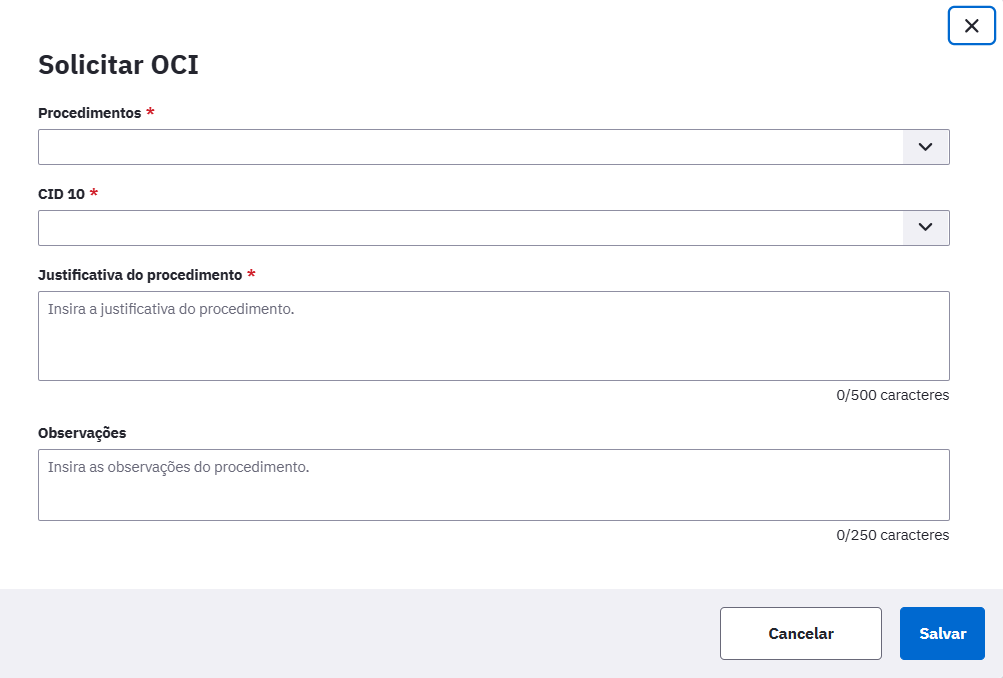 Solicitar OCI
Procedimentos *
CID 10 *
Justificativa do procedimento *
Insira a justificativa do procedimento.
0/500 caracteres
Observações
Insira as observações do procedimento.
0/250 caracteres
Cancelar
Salvar